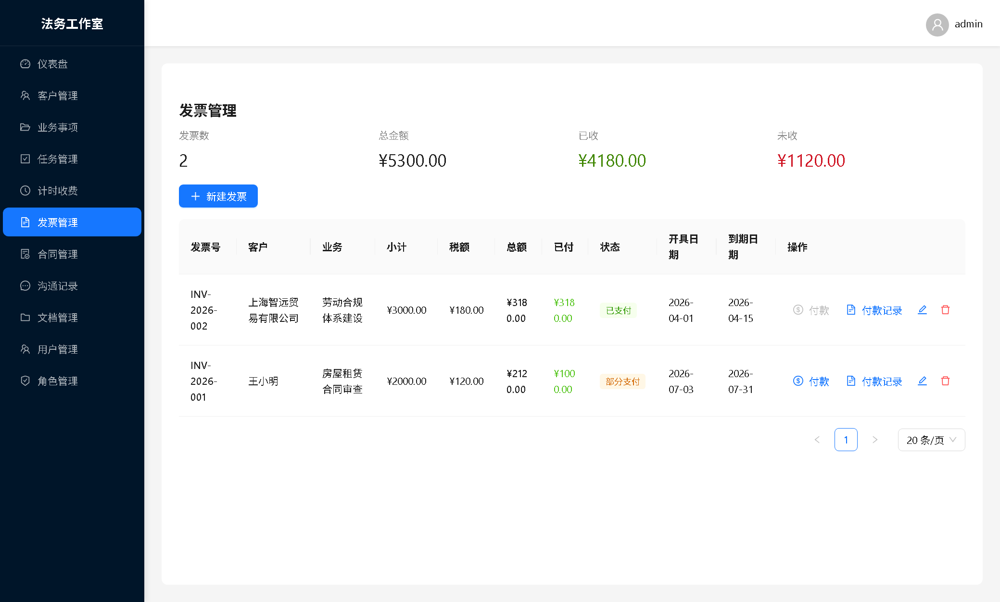 法务工作室
admin
仪表盘
客户管理
业务事项
任务管理
计时收费
发票管理
合同管理
沟通记录
文档管理
用户管理
角色管理
发票管理
发票数 总金额 已收 未收
2 ¥5300.00 ¥4180.00 ¥1120.00
新建发票
发票号 客户 业务 小计 税额 总额 已付 状态 开具日期 到期日期 操作
INV-2026-002 上海智远贸易有限公司 劳动合规体系建设 ¥3000.00 ¥180.00 ¥3180.00 ¥3180.00 已支付 2026-04-01 2026-04-15 付款 付款记录
INV-2026-001 王小明 房屋租赁合同审查 ¥2000.00 ¥120.00 ¥2120.00 ¥1000.00 部分支付 2026-07-03 2026-07-31 付款 付款记录
1 20 条/页